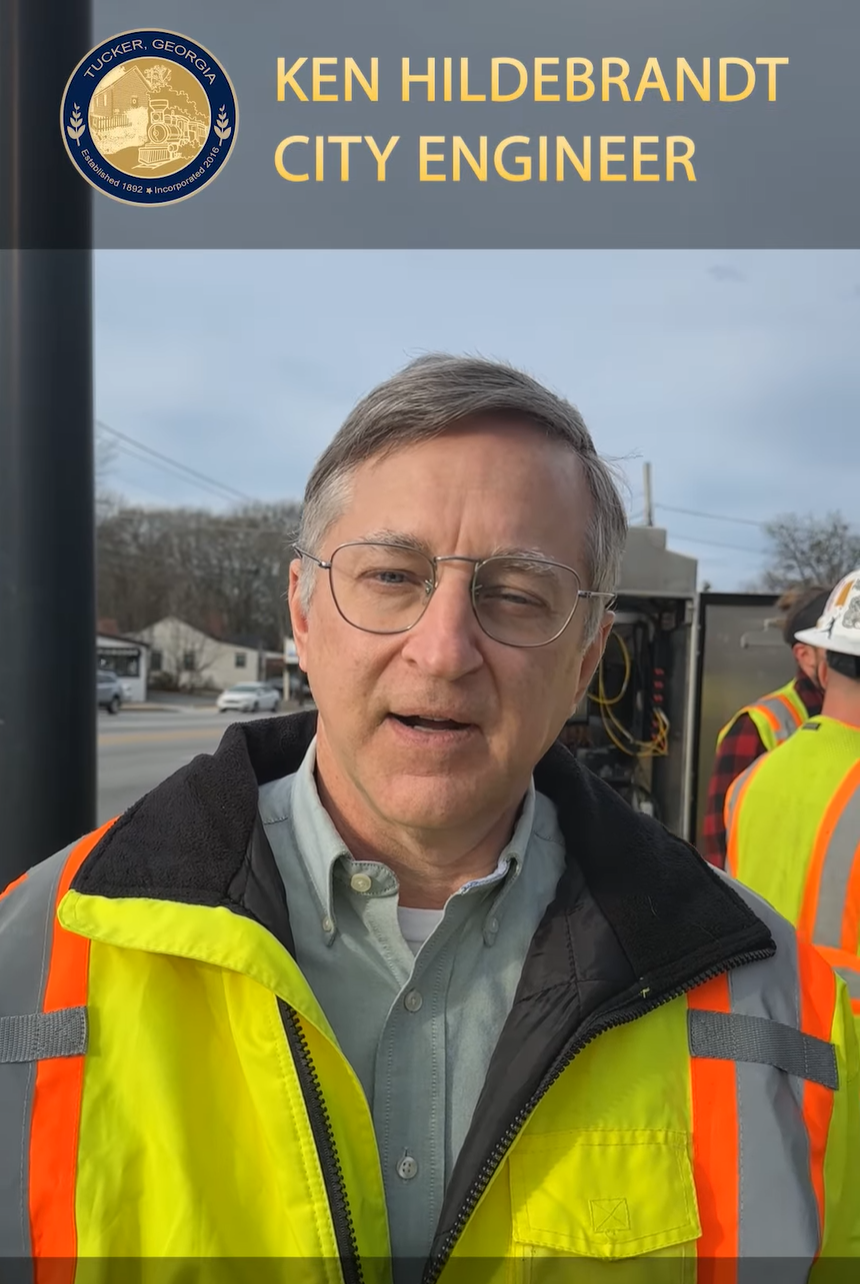 TUCKER, GEORGIA
KEN HILDEBRANDT
CITY ENGINEER
Established 1892 ★ Incorporated 2016